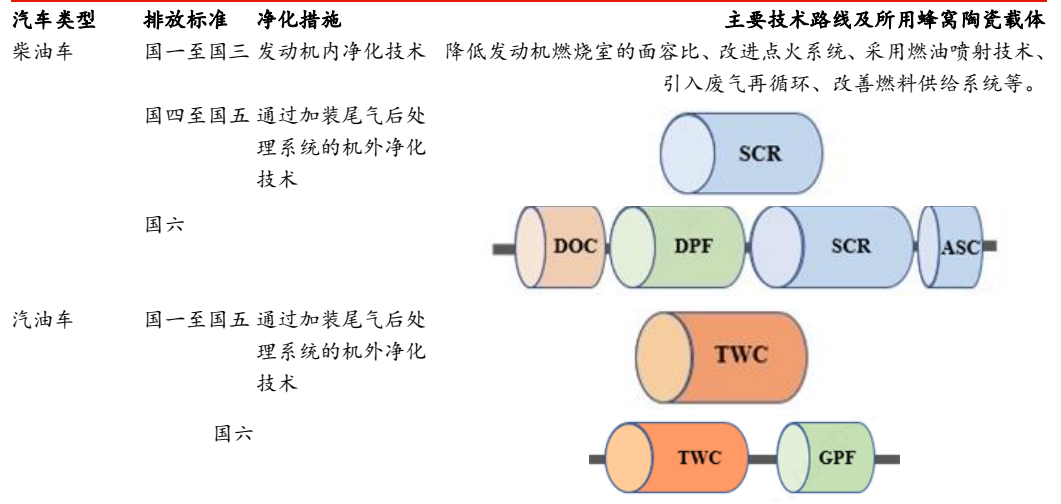 汽车类型 排放标准 净化措施 主要技术路线及所用蜂窝陶瓷载体
柴油车 国一至国三 发动机内净化技术 降低发动机燃烧室的面容比、改进点火系统、采用燃油喷射技术、
引入废气再循环、改善燃料供给系统等。
国四至国五 通过加装尾气后处
理系统的机外净化
技术
SCR
国六
DOC DPF SCR ASC
汽油车 国一至国五 通过加装尾气后处
理系统的机外净化
技术
TWC
国六
TWC GPF